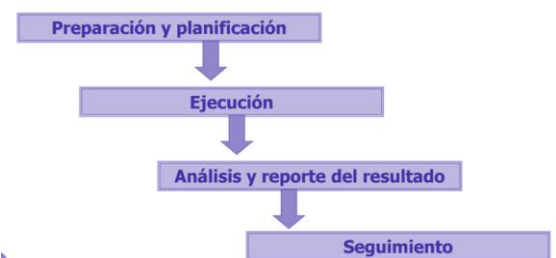 Preparación y planificación
Ejecución
Análisis y reporte del resultado
Seguimiento